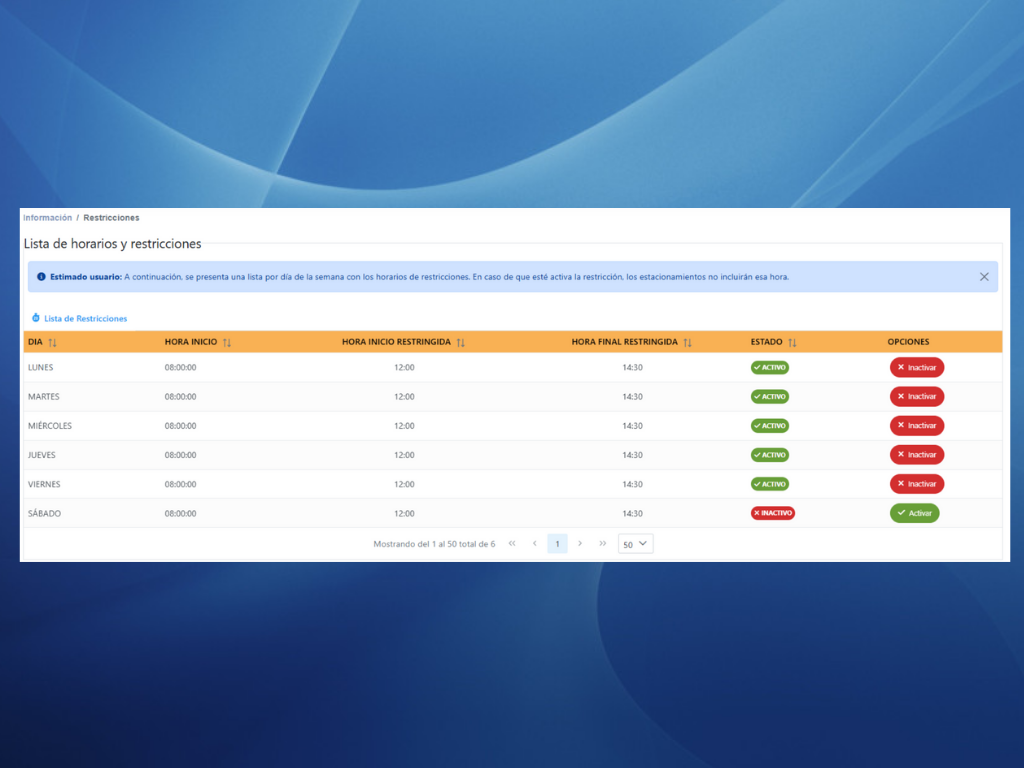 Información / Restricciones
Lista de horarios y restricciones
Estimado usuario: A continuación, se presenta una lista por día de la semana con los horarios de restricciones. En caso de que esté activa la restricción, los estacionamientos no incluirán esa hora.
Lista de Restricciones
DIA HORA INICIO HORA INICIO RESTRINGIDA HORA FINAL RESTRINGIDA ESTADO OPCIONES
LUNES 08:00:00 12:00 14:30 ACTIVO Inactivar
MARTES 08:00:00 12:00 14:30 ACTIVO Inactivar
MIÉRCOLES 08:00:00 12:00 14:30 ACTIVO Inactivar
JUEVES 08:00:00 12:00 14:30 ACTIVO Inactivar
VIERNES 08:00:00 12:00 14:30 ACTIVO Inactivar
SÁBADO 08:00:00 12:00 14:30 INACTIVO Activar
Mostrando del 1 al 50 total de 6 « ‹ 1 › » 50